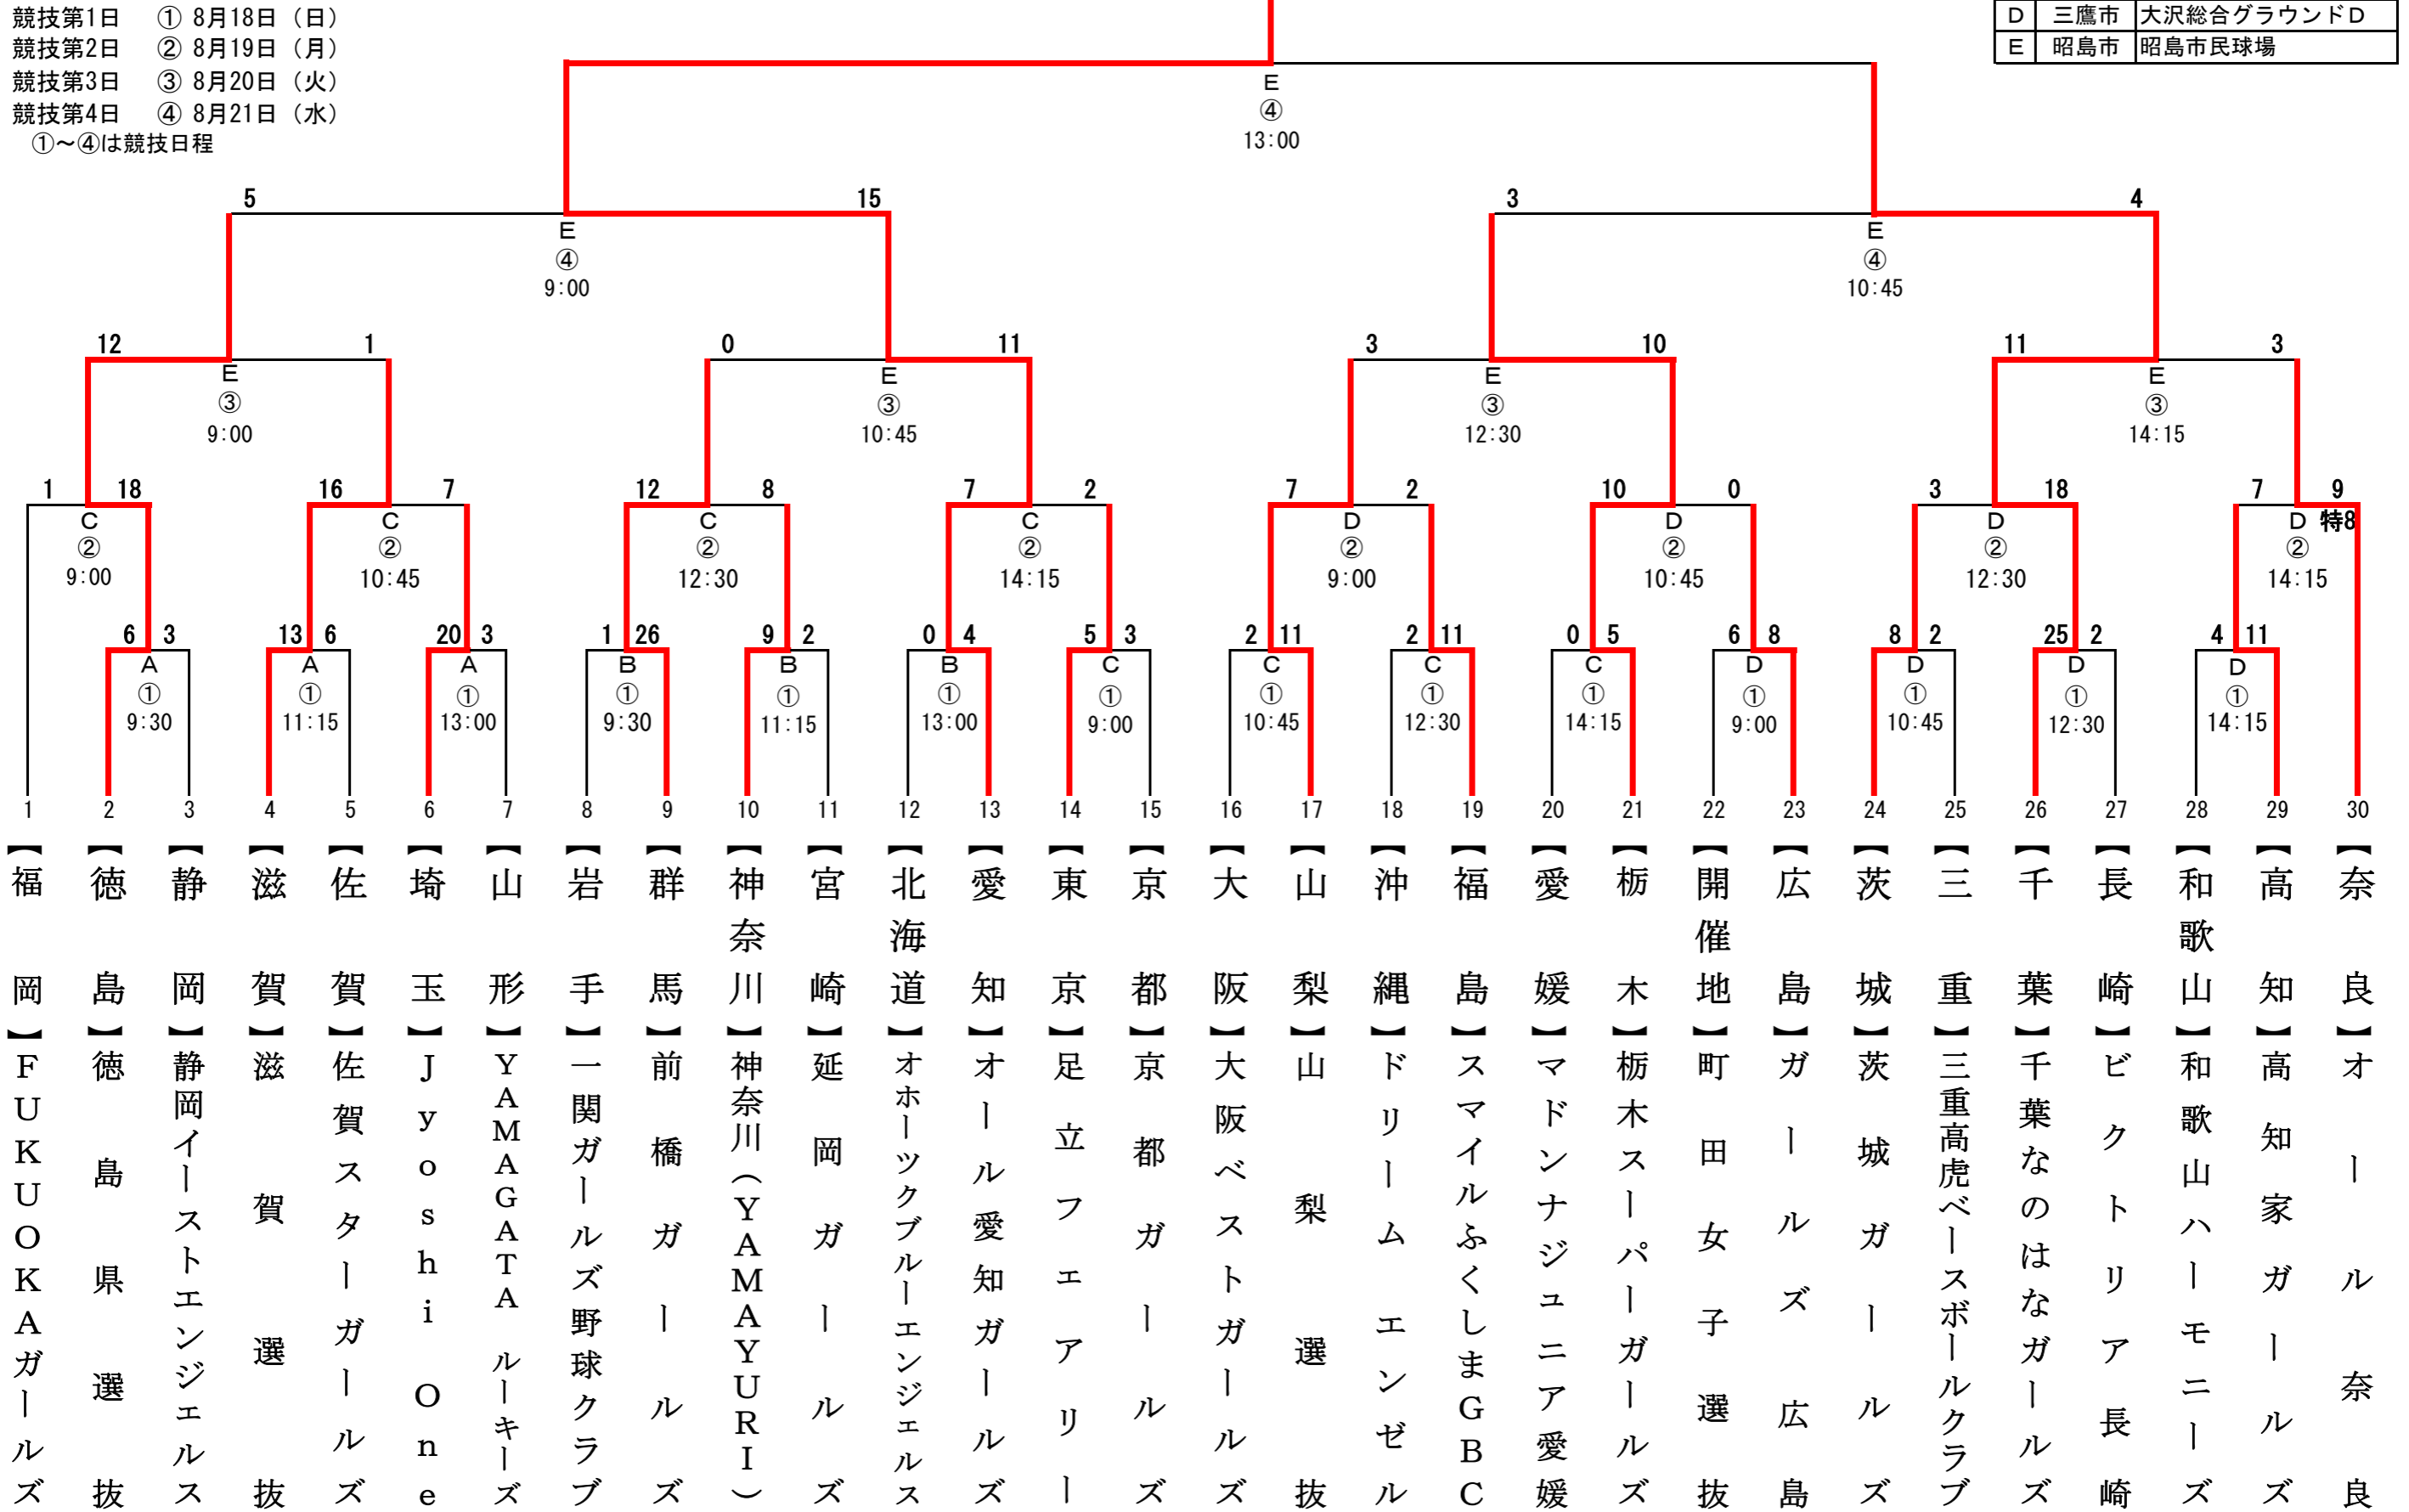 競技第1日 ① 8月18日（日）
競技第2日 ② 8月19日（月）
競技第3日 ③ 8月20日（火）
競技第4日 ④ 8月21日（水）
①～④は競技日程
D 三鷹市 大沢総合グラウンドD
E 昭島市 昭島市民球場
E
④
13:00
5 15 3 4
E E
④ ④
9:00 10:45
12 1 0 11 3 10 11 3
E E E E
③ ③ ③ ③
9:00 10:45 12:30 14:15
1 18 16 7 12 8 7 2 7 2 10 0 3 18 7 9
C C C C D D D D 特8
② ② ② ② ② ② ② ②
9:00 10:45 12:30 14:15 9:00 10:45 12:30 14:15
6 3 13 6 20 3 1 26 9 2 0 4 5 3 2 11 2 11 0 5 6 8 8 2 25 2 4 11
A A A B B B C C C C D D D D
① ① ① ① ① ① ① ① ① ① ① ① ① ①
9:30 11:15 13:00 9:30 11:15 13:00 9:00 10:45 12:30 14:15 9:00 10:45 12:30 14:15
1 2 3 4 5 6 7 8 9 10 11 12 13 14 15 16 17 18 19 20 21 22 23 24 25 26 27 28 29 30
【福岡】FUKUOKAガールズ
【徳島】徳島県選抜
【静岡】静岡イーストエンジェルス
【滋賀】滋賀選抜
【佐賀】佐賀スターガールズ
【埼玉】Jyoshi One
【山形】YAMAGATA ルーキーズ
【岩手】一関ガールズ野球クラブ
【群馬】前橋ガールズ
【神奈川】神奈川（YAMAYURI）
【宮崎】延岡ガールズ
【北海道】オホーツクブルーエンジェルス
【愛知】オール愛知ガールズ
【東京】足立フェアリー
【京都】京都ガールズ
【大阪】大阪ベストガールズ
【山梨】山梨選抜
【沖縄】ドリームエンゼル
【福島】スマイルふくしまGBC
【愛媛】マドンナジュニア愛媛
【栃木】栃木スーパーガールズ
【開催地】町田女子選抜
【広島】ガールズ広島
【茨城】茨城ガールズ
【三重】三重高虎ベースボールクラブ
【千葉】千葉なのはなガールズ
【長崎】ビクトリア長崎
【和歌山】和歌山ハーモニーズ
【高知】高知家ガールズ
【奈良】オール奈良